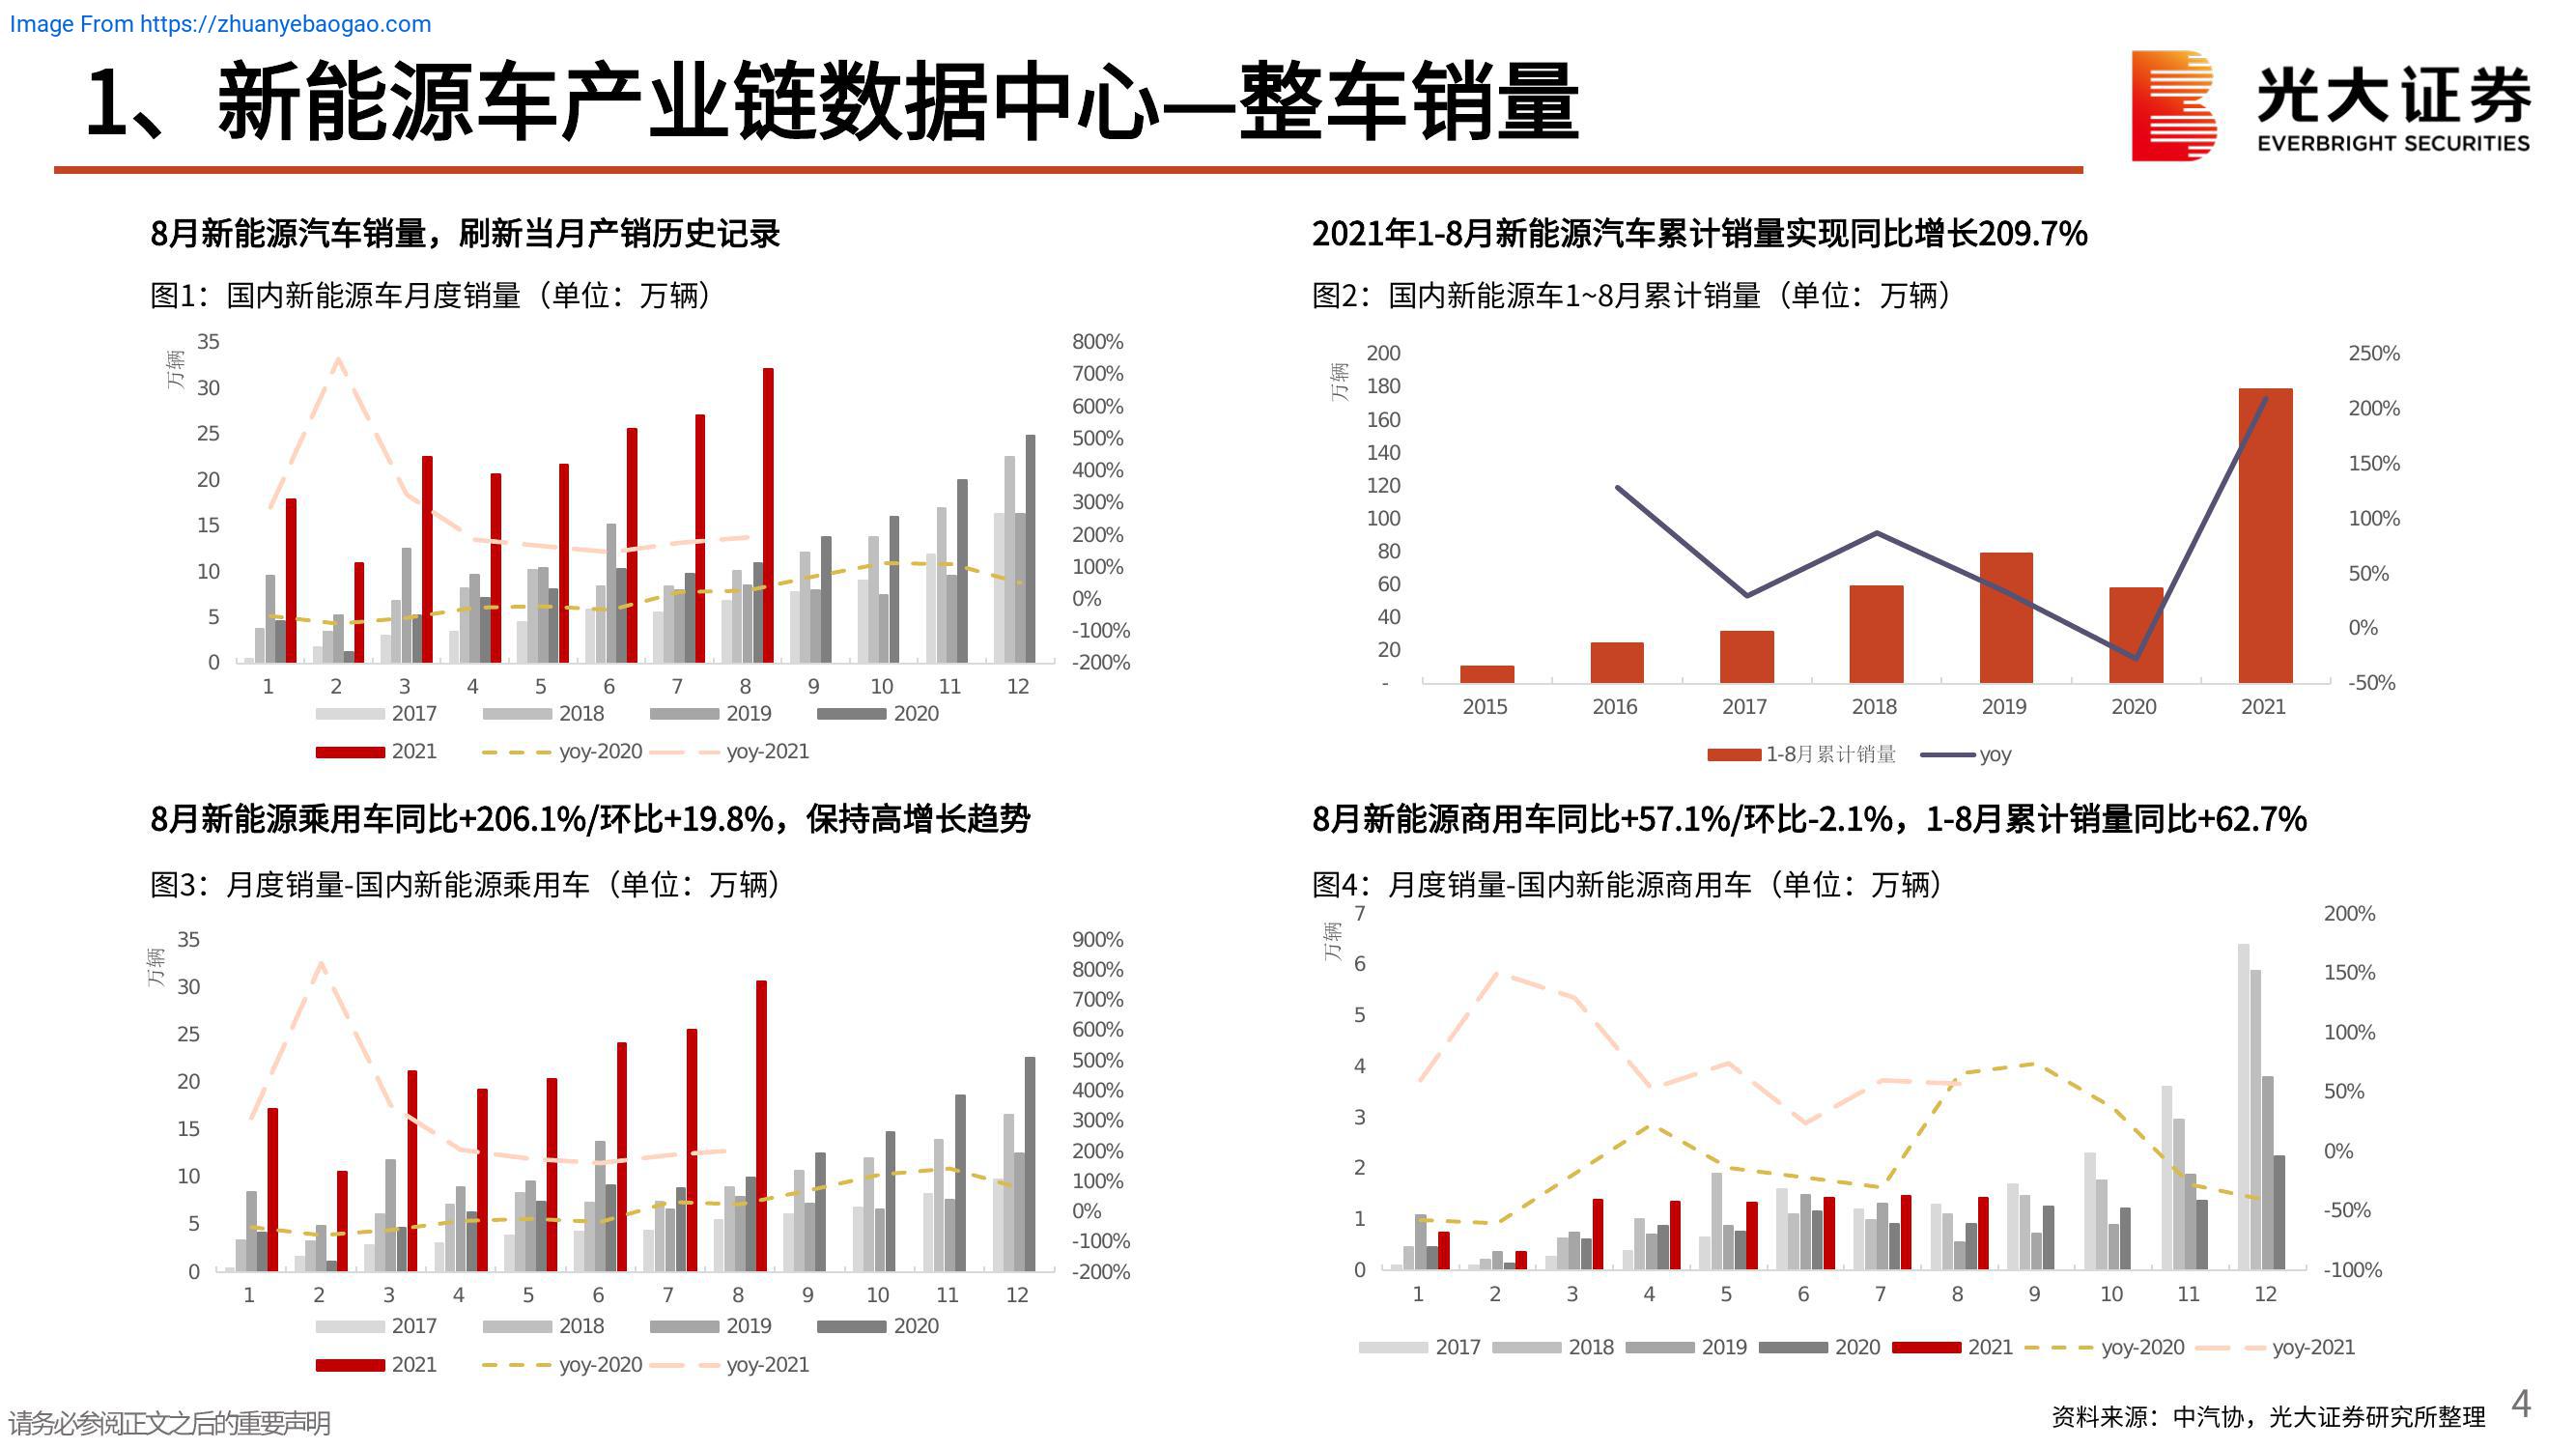 Image From https://zhuanyebaogao.com
1、新能源车产业链数据中心—整车销量
光大证券
EVERBRIGHT SECURITIES
8月新能源汽车销量，刷新当月产销历史记录
图1：国内新能源车月度销量（单位：万辆）
万辆
35
30
25
20
15
10
5
0
800%
700%
600%
500%
400%
300%
200%
100%
0%
-100%
-200%
1 2 3 4 5 6 7 8 9 10 11 12
2017 2018 2019 2020
2021 yoy-2020 yoy-2021
2021年1-8月新能源汽车累计销量实现同比增长209.7%
图2：国内新能源车1~8月累计销量（单位：万辆）
万辆
200
180
160
140
120
100
80
60
40
20
-
250%
200%
150%
100%
50%
0%
-50%
2015 2016 2017 2018 2019 2020 2021
1-8月累计销量 yoy
8月新能源乘用车同比+206.1%/环比+19.8%，保持高增长趋势
图3：月度销量-国内新能源乘用车（单位：万辆）
万辆
35
30
25
20
15
10
5
0
900%
800%
700%
600%
500%
400%
300%
200%
100%
0%
-100%
-200%
1 2 3 4 5 6 7 8 9 10 11 12
2017 2018 2019 2020
2021 yoy-2020 yoy-2021
8月新能源商用车同比+57.1%/环比-2.1%，1-8月累计销量同比+62.7%
图4：月度销量-国内新能源商用车（单位：万辆）
万辆
7
6
5
4
3
2
1
0
200%
150%
100%
50%
0%
-50%
-100%
1 2 3 4 5 6 7 8 9 10 11 12
2017 2018 2019 2020 2021 yoy-2020 yoy-2021
请务必参阅正文之后的重要声明
资料来源：中汽协，光大证券研究所整理
4